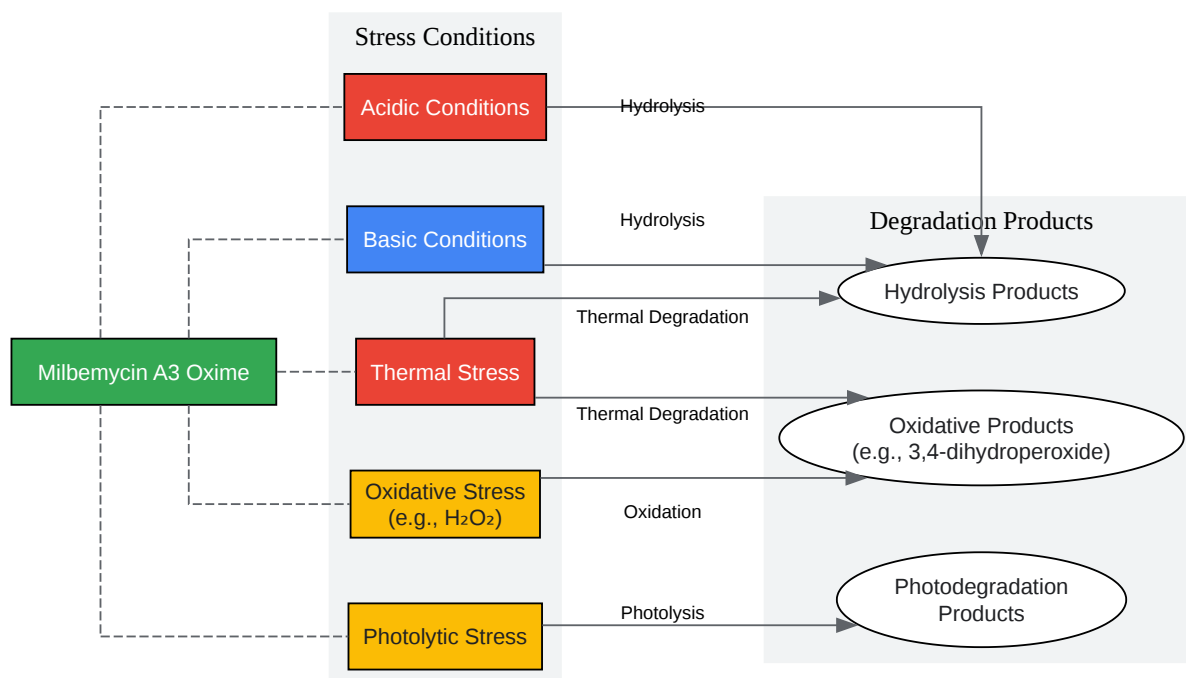 Stress Conditions
Acidic Conditions
Hydrolysis
Basic Conditions
Hydrolysis
Degradation Products
Hydrolysis Products
Thermal Degradation
Milbemycin A3 Oxime
Thermal Stress
Thermal Degradation
Oxidative Products
(e.g., 3,4-dihydroperoxide)
Oxidative Stress
(e.g., H₂O₂)
Oxidation
Photodegradation
Products
Photolysis
Photolytic Stress